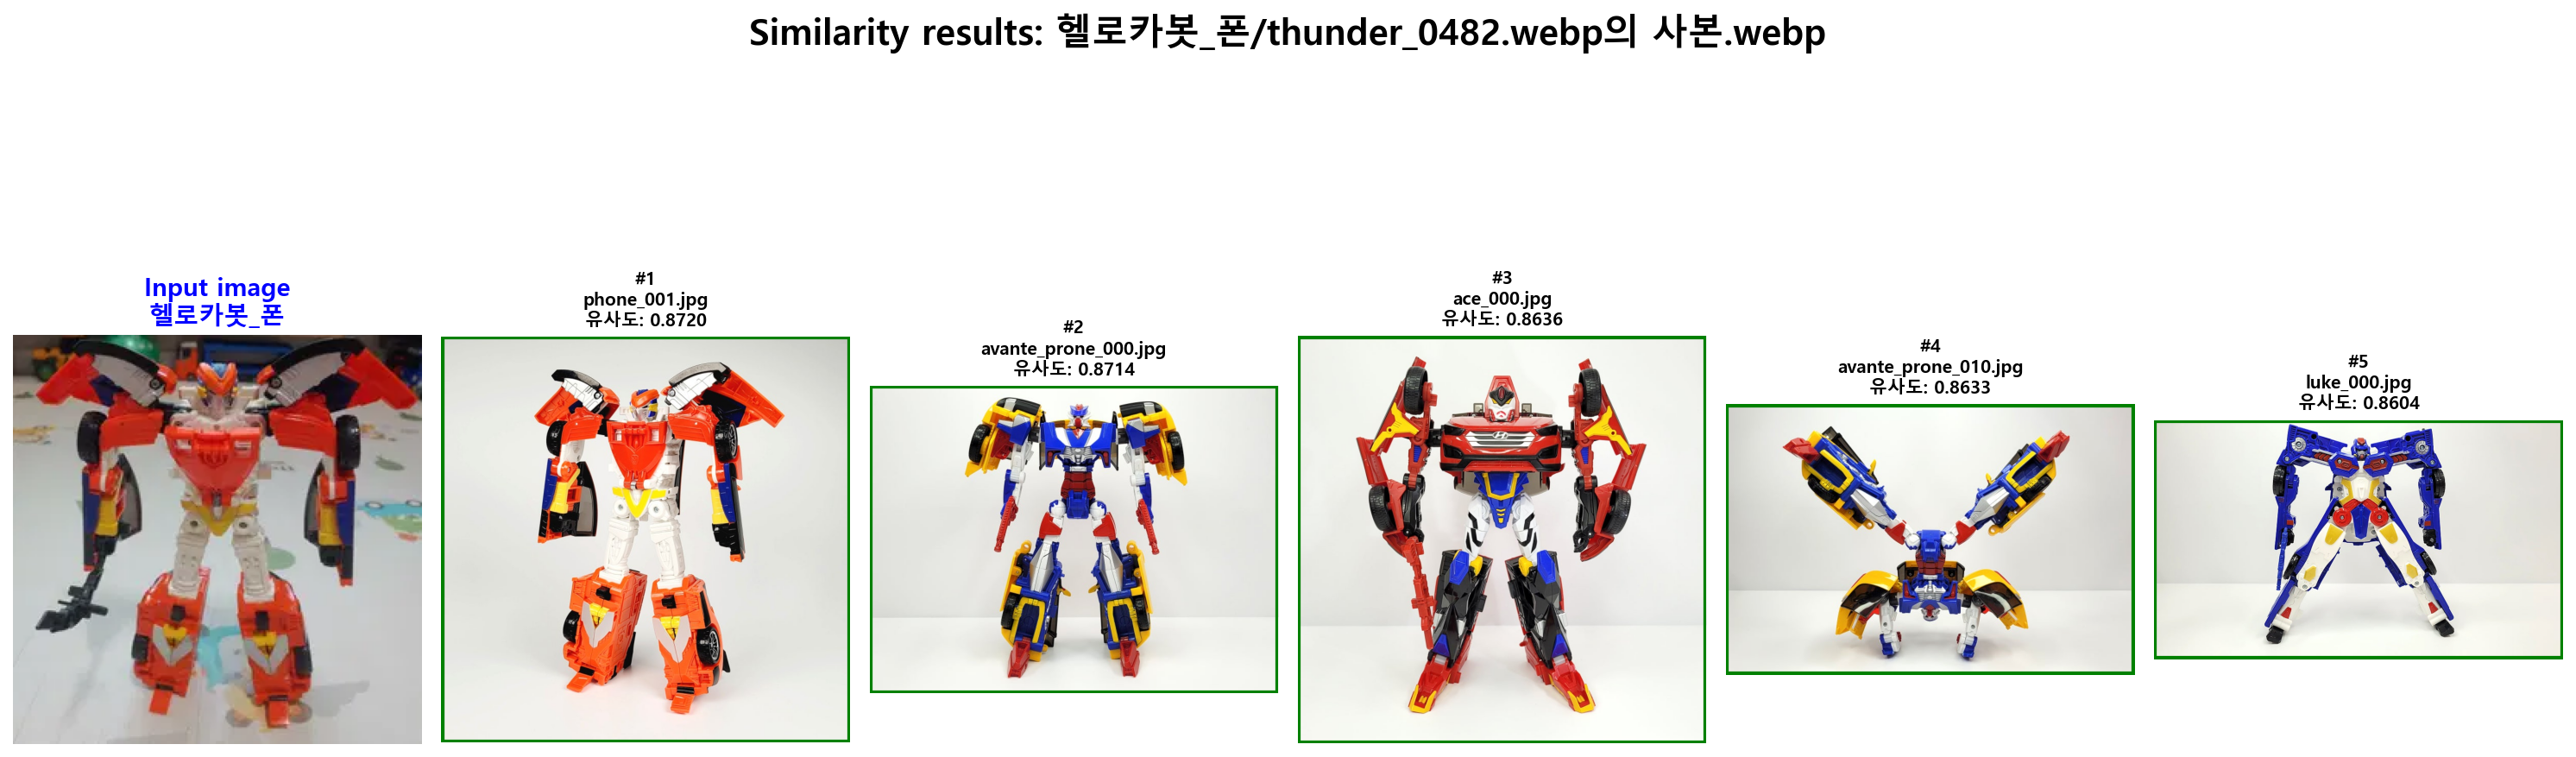 Similarity results: 헬로카봇_폰/thunder_0482.webp의 사본.webp
Input image
헬로카봇_폰
#1
phone_001.jpg
유사도: 0.8720
#2
avante_prone_000.jpg
유사도: 0.8714
#3
ace_000.jpg
유사도: 0.8636
#4
avante_prone_010.jpg
유사도: 0.8633
#5
luke_000.jpg
유사도: 0.8604